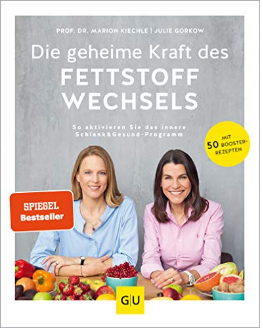 PROF. DR. MARION KIECHLE | JULIE GORKOW
Die geheime Kraft des
FETTSTOFF
WECHSELS
So aktivieren Sie das innere
Schlank&Gesund-Programm
50 MIT
BOOSTER-
REZEPTEN
SPIEGEL
Bestseller
GU